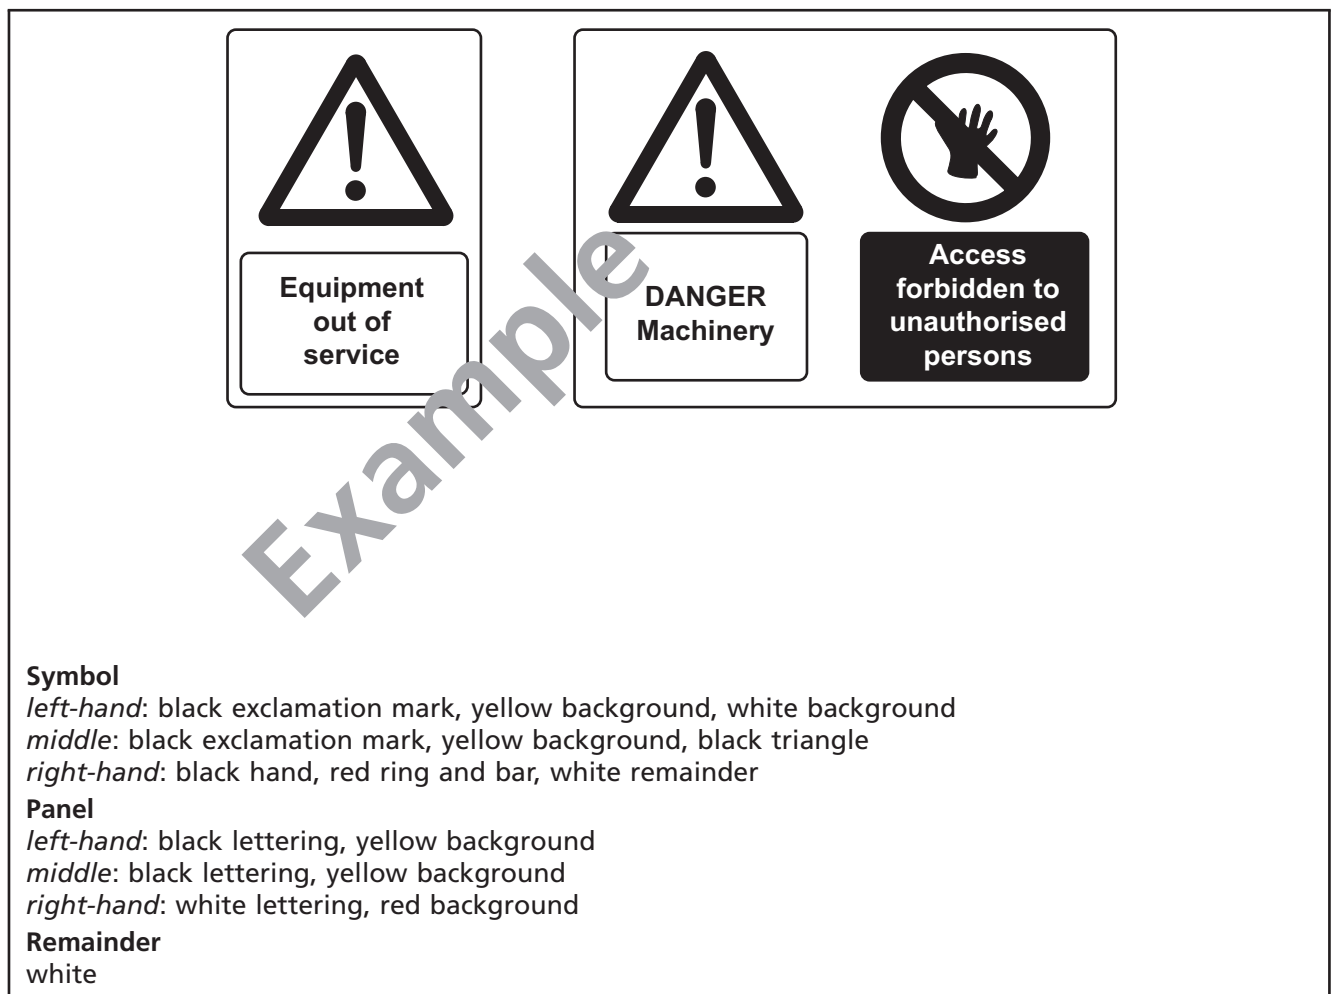 Equipment
out of
service
DANGER
Machinery
Access
forbidden to
unauthorised
persons
Example
Symbol
left-hand: black exclamation mark, yellow background, white background
middle: black exclamation mark, yellow background, black triangle
right-hand: black hand, red ring and bar, white remainder
Panel
left-hand: black lettering, yellow background
middle: black lettering, yellow background
right-hand: white lettering, red background
Remainder
white